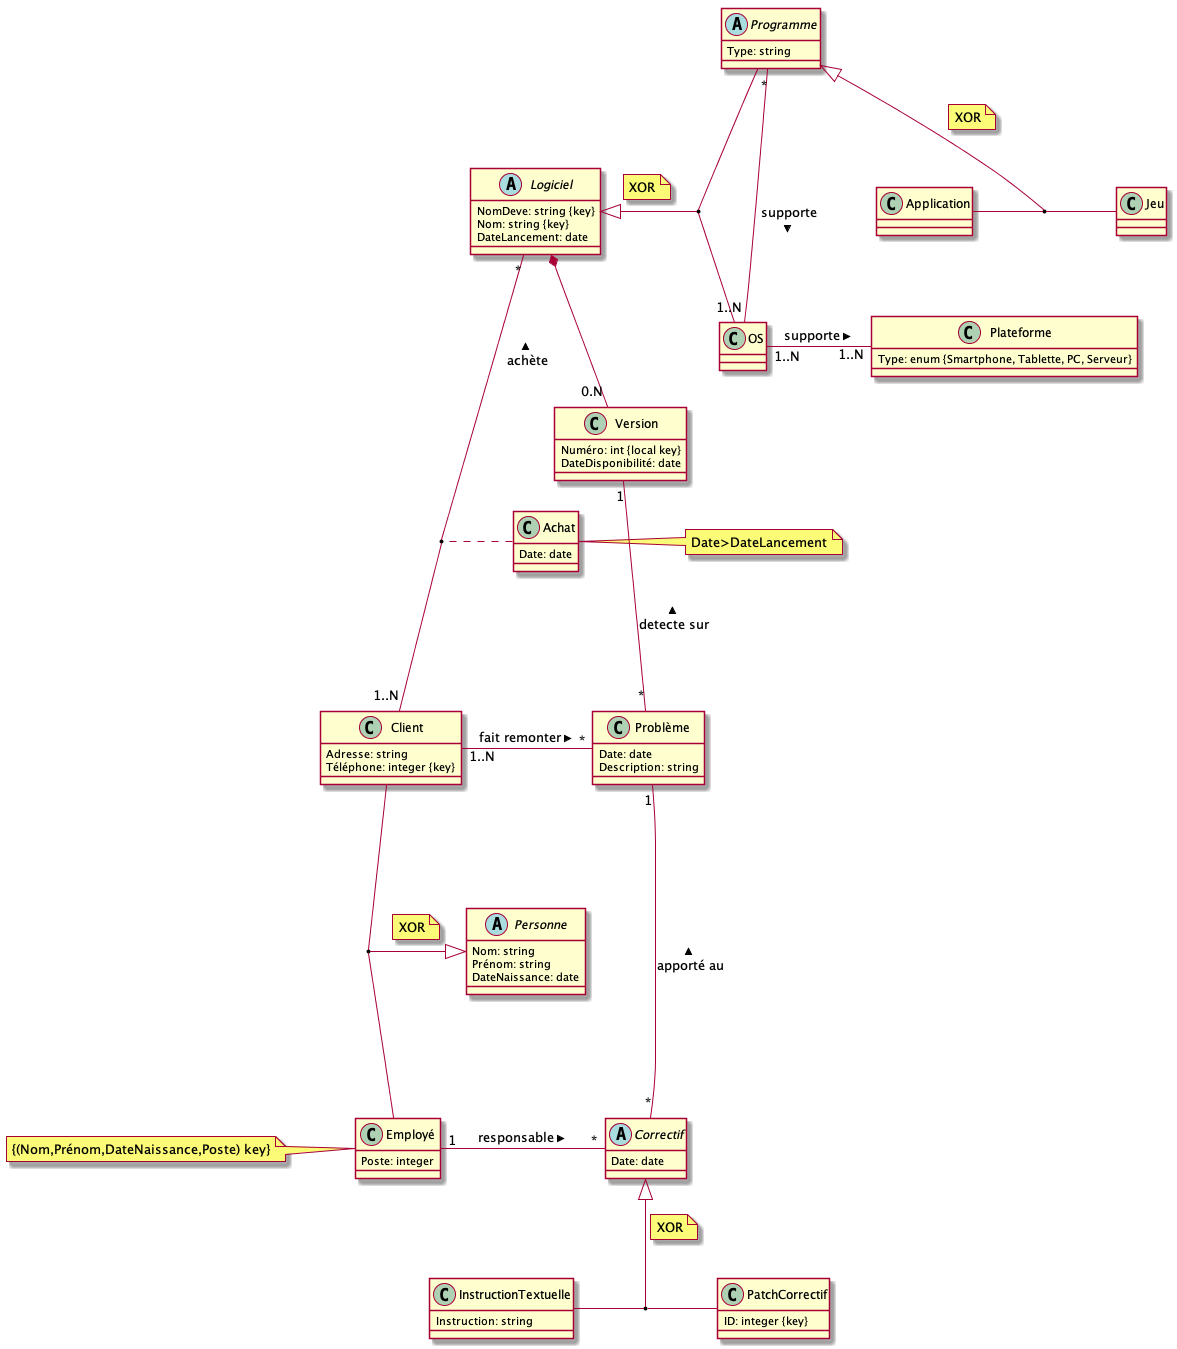 A Programme
Type: string
*
XOR
A Logiciel
NomDeve: string {key}
Nom: string {key}
DateLancement: date
XOR
supporte
C Application
C Jeu
*
achète
1..N
C OS
supporte
1..N
1..N
C Plateforme
Type: enum {Smartphone, Tablette, PC, Serveur}
0.N
C Version
Numéro: int {local key}
DateDisponibilité: date
1
C Achat
Date: date
Date>DateLancement
detecte sur
1..N
*
C Client
Adresse: string
Téléphone: integer {key}
fait remonter
1..N
*
C Problème
Date: date
Description: string
1
XOR
A Personne
Nom: string
Prénom: string
DateNaissance: date
apporté au
*
{(Nom,Prénom,DateNaissance,Poste) key}
C Employé
Poste: integer
1
responsable
*
A Correctif
Date: date
XOR
C InstructionTextuelle
Instruction: string
C PatchCorrectif
ID: integer {key}